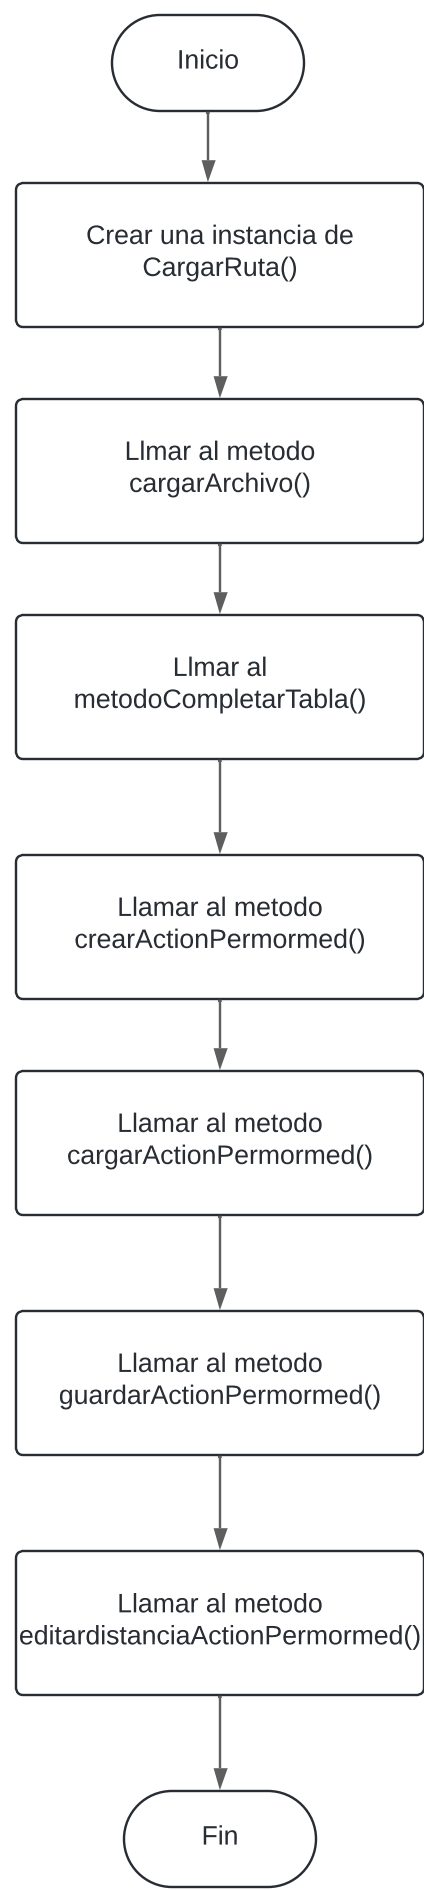 Inicio
Crear una instancia de
CargarRuta()
Llmar al metodo
cargarArchivo()
Llmar al
metodoCompletarTabla()
Llamar al metodo
crearActionPermormed()
Llamar al metodo
cargarActionPermormed()
Llamar al metodo
guardarActionPermormed()
Llamar al metodo
editardistanciaActionPermormed()
Fin